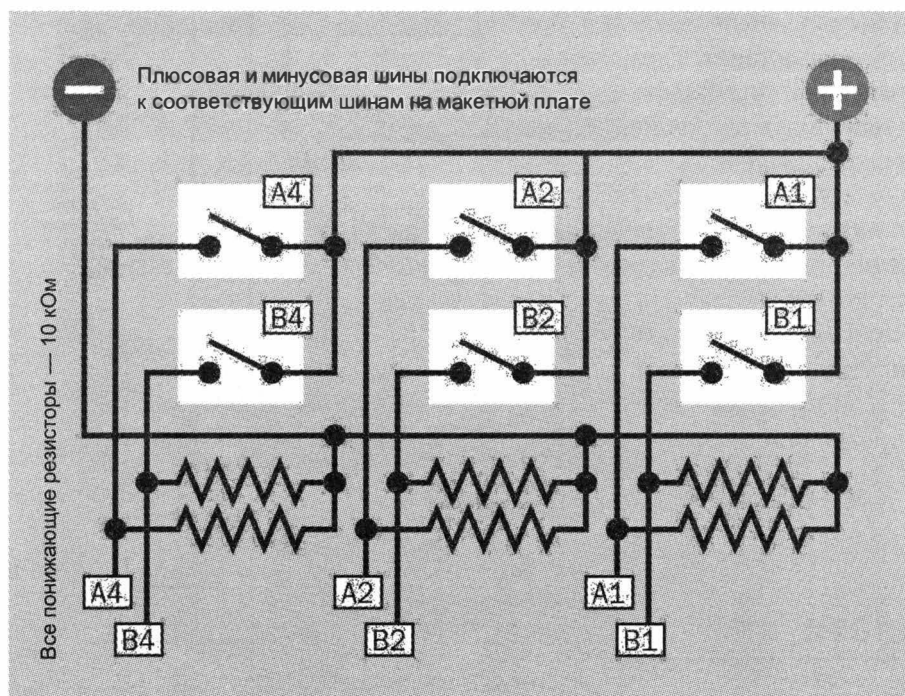 Плюсовая и минусовая шины подключаются
к соответствующим шинам на макетной плате
A4
A2
A1
B4
B2
B1
Все понижающие резисторы — 10 кОм
A4
A2
A1
B4
B2
B1